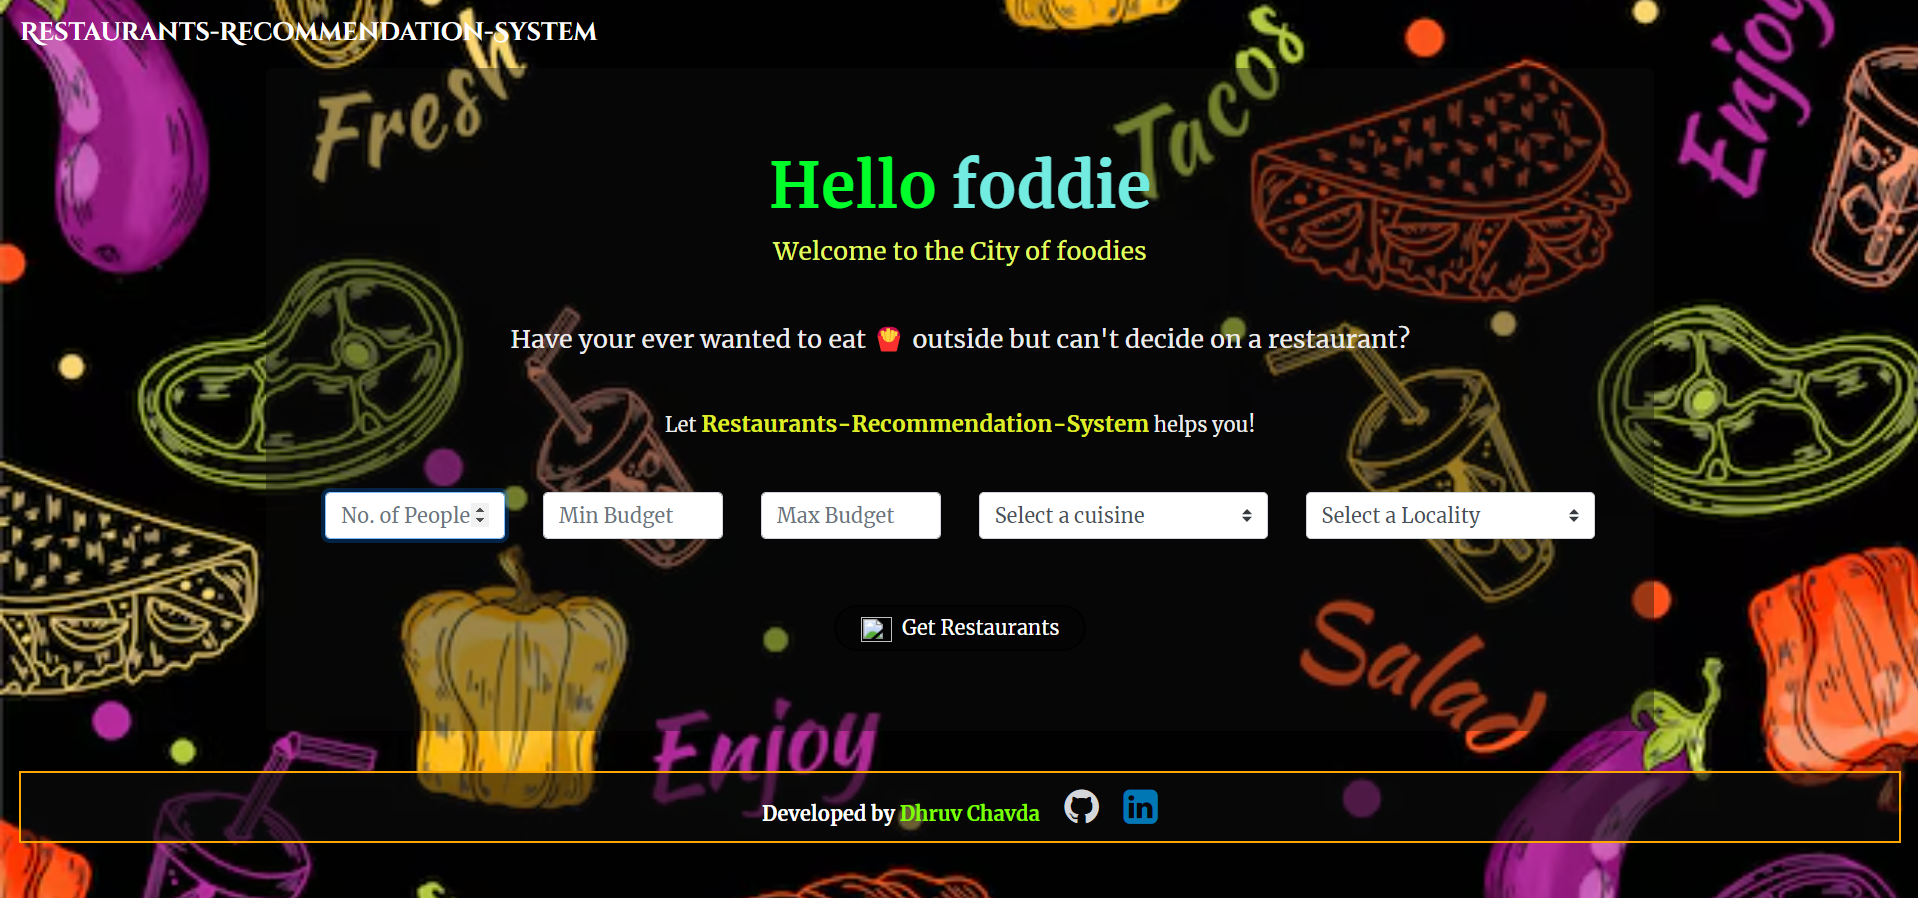 Restaurants-Recommendation-System
Fresh
Tacos
Enjoy
Hello foddie
Welcome to the City of foodies
Have your ever wanted to eat 🍟 outside but can't decide on a restaurant?
Let Restaurants-Recommendation-System helps you!
No. of People Min Budget Max Budget Select a cuisine Select a Locality
Get Restaurants
Salad
Enjoy
Developed by Dhruv Chavda in